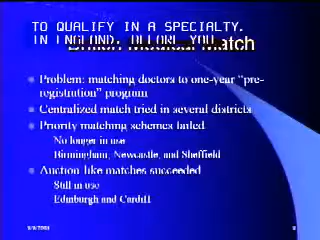 TO QUALIFY IN A SPECIALTY.
IN ENGLAND, BEFORE YOU
British Medical Match
Problem: matching doctors to one-year "pre-
registration" program
Centralized match tried in several districts
Priority matching schemes failed
No longer in use
Birmingham, Newcastle, and Sheffield
Auction-like matches succeeded
Still in use
Edinburgh and Cardiff